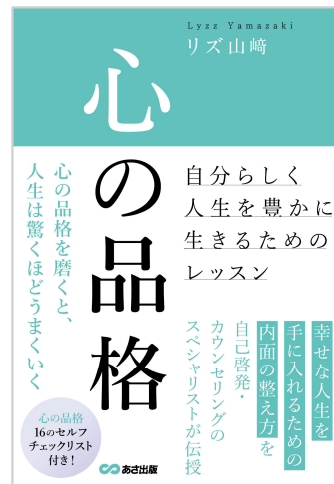 Lyzz Yamazaki
リズ山﨑
心の品格
自分らしく
人生を豊かに
生きるための
レッスン
心の品格を磨くと、
人生は驚くほどうまくいく
幸せな人生を
手に入れるための
内面の整え方を
自己啓発・
カウンセリングの
スペシャリストが伝授
心の品格
16のセルフ
チェックリスト
付き!
あさ出版